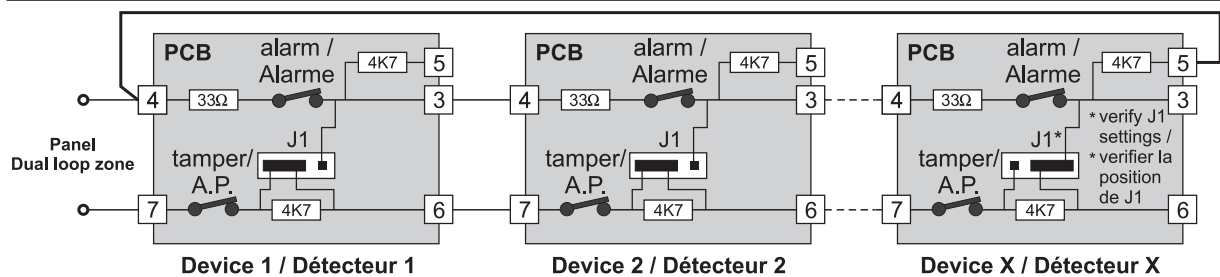 PCB
alarm /
Alarme
4K7
5
4
33Ω
3
Panel
Dual loop zone
J1
tamper/
A.P.
7
4K7
6
Device 1 / Détecteur 1
PCB
alarm /
Alarme
4K7
5
4
33Ω
3
J1
tamper/
A.P.
7
4K7
6
Device 2 / Détecteur 2
PCB
alarm /
Alarme
4K7
5
4
33Ω
3
J1*
* verify J1
settings /
* verifier la
position
de J1
tamper/
A.P.
7
4K7
6
Device X / Détecteur X